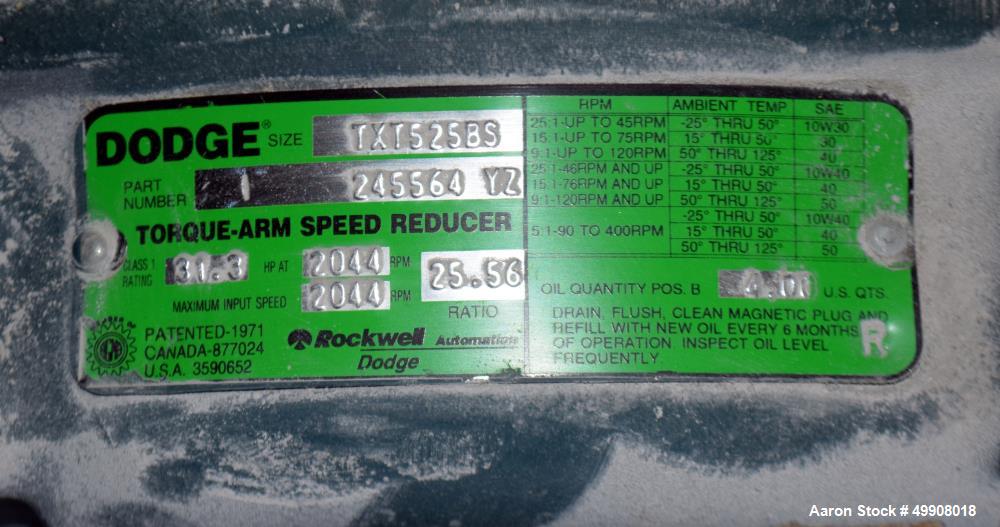 DODGE® SIZE TXT525BS
PART NUMBER 1 245564 YZ
TORQUE-ARM SPEED REDUCER
CLASS 1 RATING 31.3 HP AT 2044 RPM
MAXIMUM INPUT SPEED 2044 RPM
25.56
RATIO
PATENTED-1971
CANADA-877024
U.S.A. 3590652
Rockwell Automation
Dodge
RPM AMBIENT TEMP SAE
25:1-UP TO 45RPM -25° THRU 50° 10W30
15:1-UP TO 75RPM 15° THRU 50° 30
9:1-UP TO 120RPM 50° THRU 125° 40
25:1-46RPM AND UP -25° THRU 50° 10W40
15:1-76RPM AND UP 15° THRU 50° 40
9:1-120RPM AND UP 50° THRU 125° 50
-25° THRU 50° 10W40
5:1-90 TO 400RPM 15° THRU 50° 40
50° THRU 125° 50
OIL QUANTITY POS. B U.S. QTS.
DRAIN, FLUSH, CLEAN MAGNETIC PLUG AND
REFILL WITH NEW OIL EVERY 6 MONTHS
OF OPERATION INSPECT OIL LEVEL
FREQUENTLY.
R
Aaron Stock # 49908018